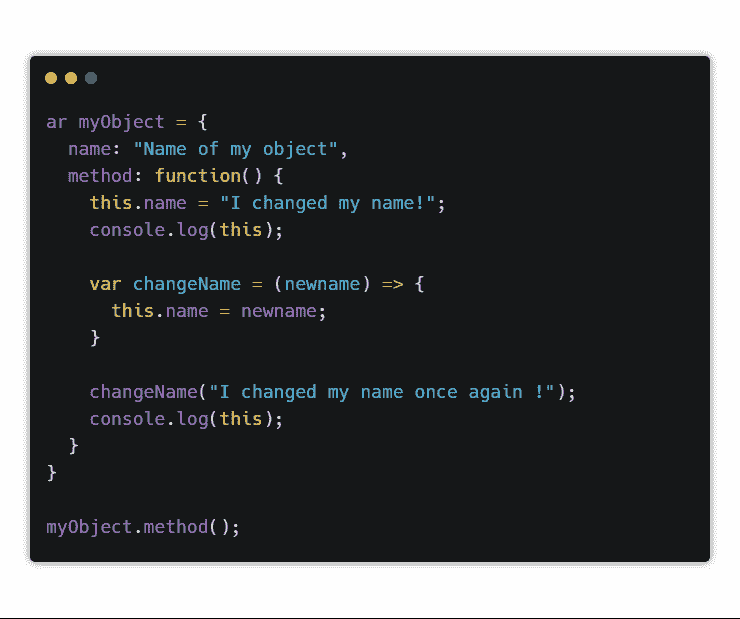 ar myObject = {
  name: "Name of my object",
  method: function() {
    this.name = "I changed my name!";
    console.log(this);

    var changeName = (newname) => {
      this.name = newname;
    }

    changeName("I changed my name once again !");
    console.log(this);
  }
}

myObject.method();